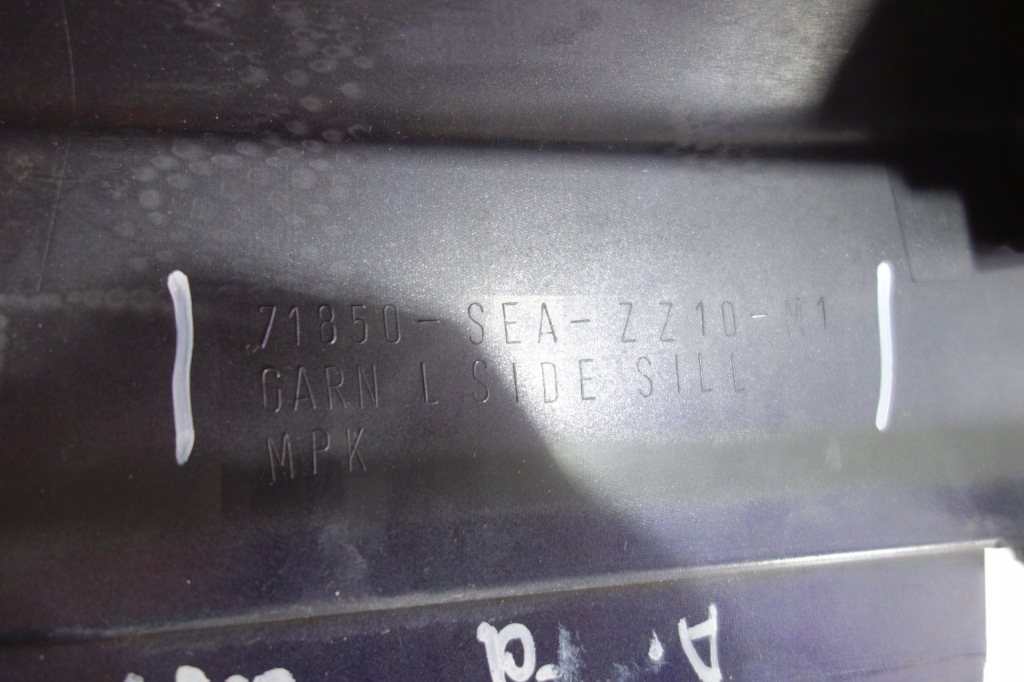 71850-SEA-ZZ10-M1
GARN L SIDE SILL
MPK